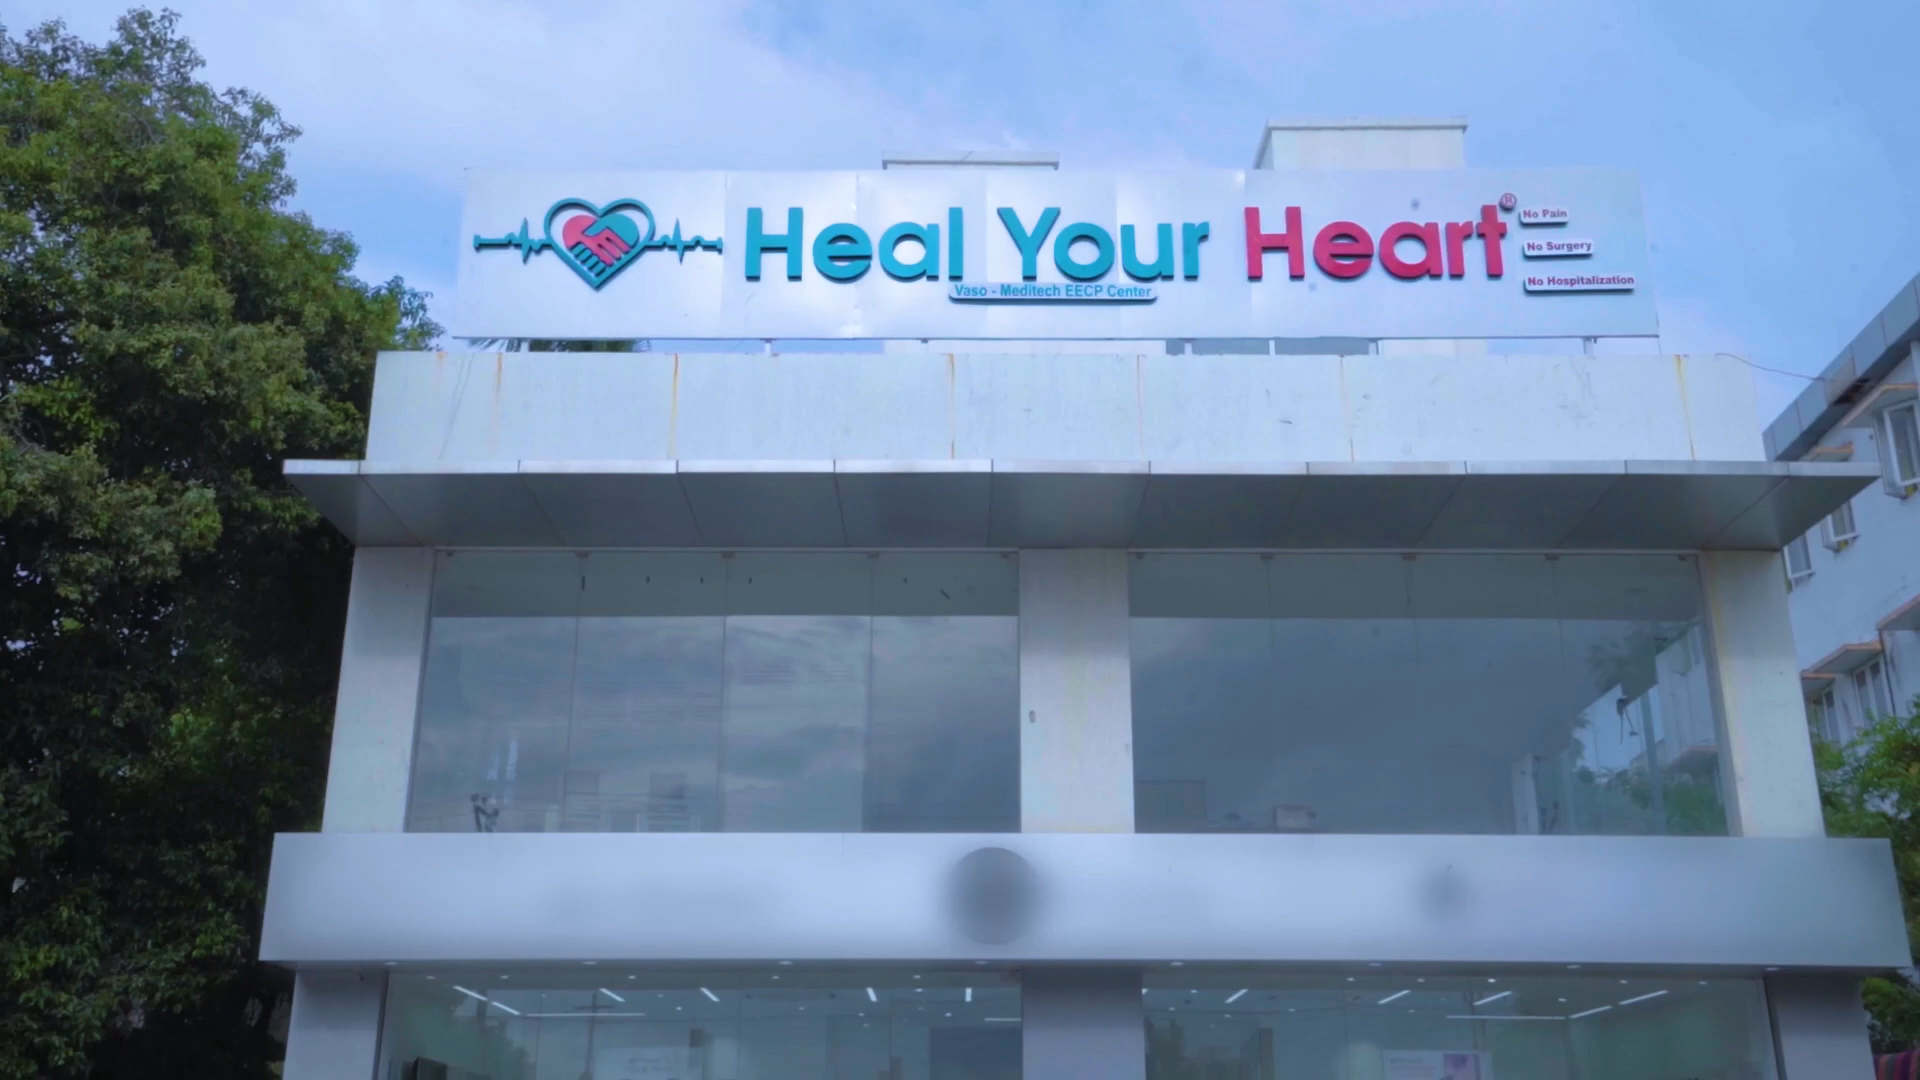 Heal Your Heart®
Vaso - Meditech EECP Center
No Pain
No Surgery
No Hospitalization